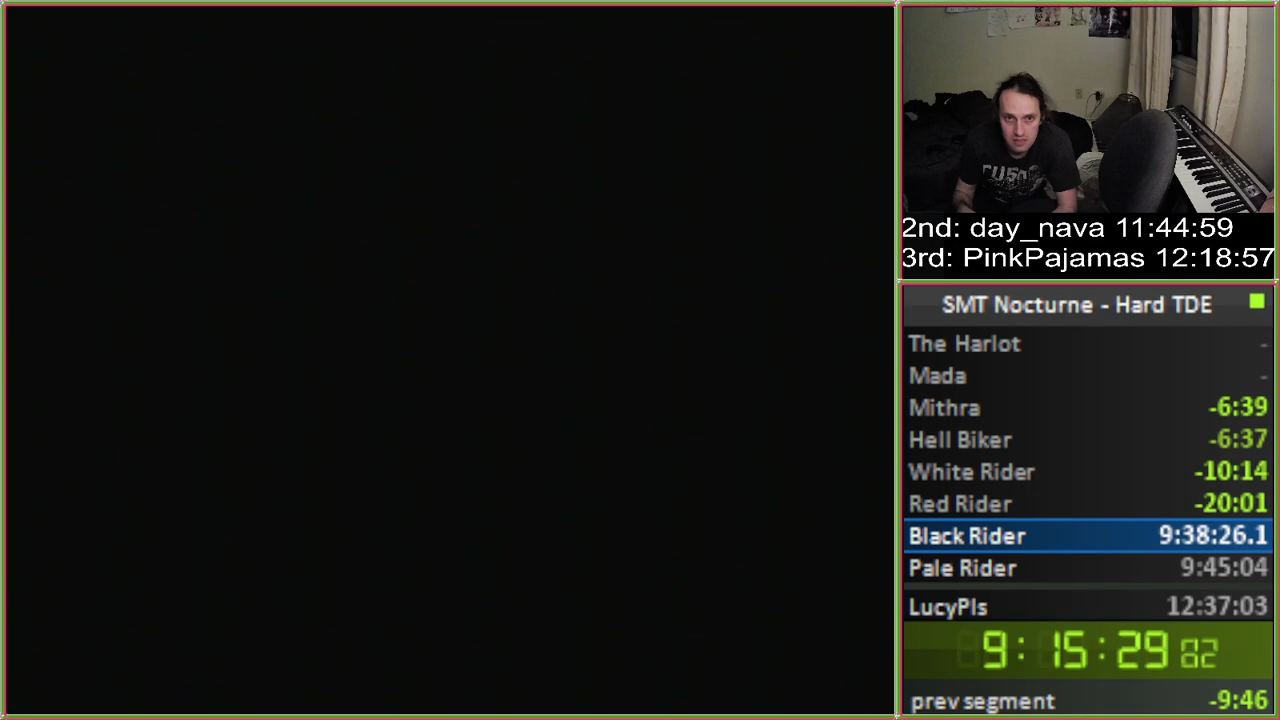 2nd: day_nava 11:44:59
3rd: PinkPajamas 12:18:57
SMT Nocturne - Hard TDE
The Harlot -
Mada -
Mithra -6:39
Hell Biker -6:37
White Rider -10:14
Red Rider -20:01
Black Rider 9:38:26.1
Pale Rider 9:45:04
LucyPls 12:37:03
9:15:29 82
prev segment -9:46